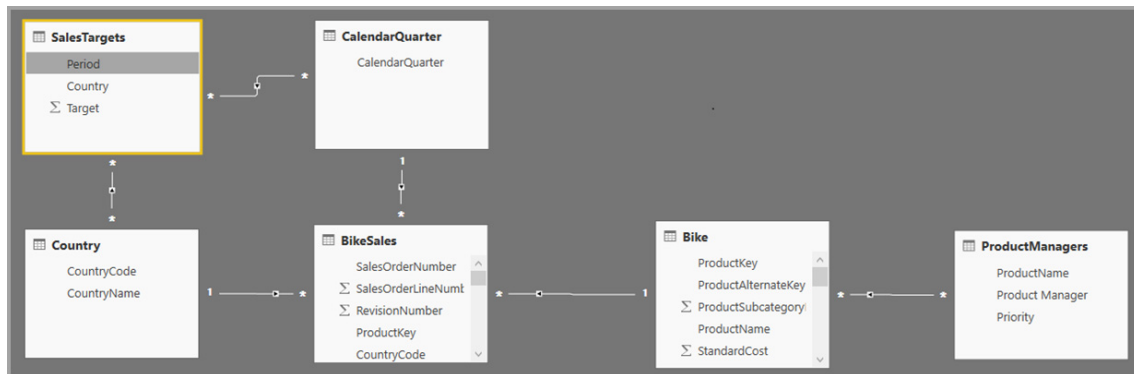 SalesTargets
Period
Country
Σ Target
CalendarQuarter
CalendarQuarter
*
*
*
*
1
*
Country
CountryCode
CountryName
1
*
BikeSales
SalesOrderNumber
Σ SalesOrderLineNumb
Σ RevisionNumber
ProductKey
CountryCode
*
1
Bike
ProductKey
ProductAlternateKey
Σ ProductSubcategory
ProductName
Σ StandardCost
*
*
ProductManagers
ProductName
Product Manager
Priority